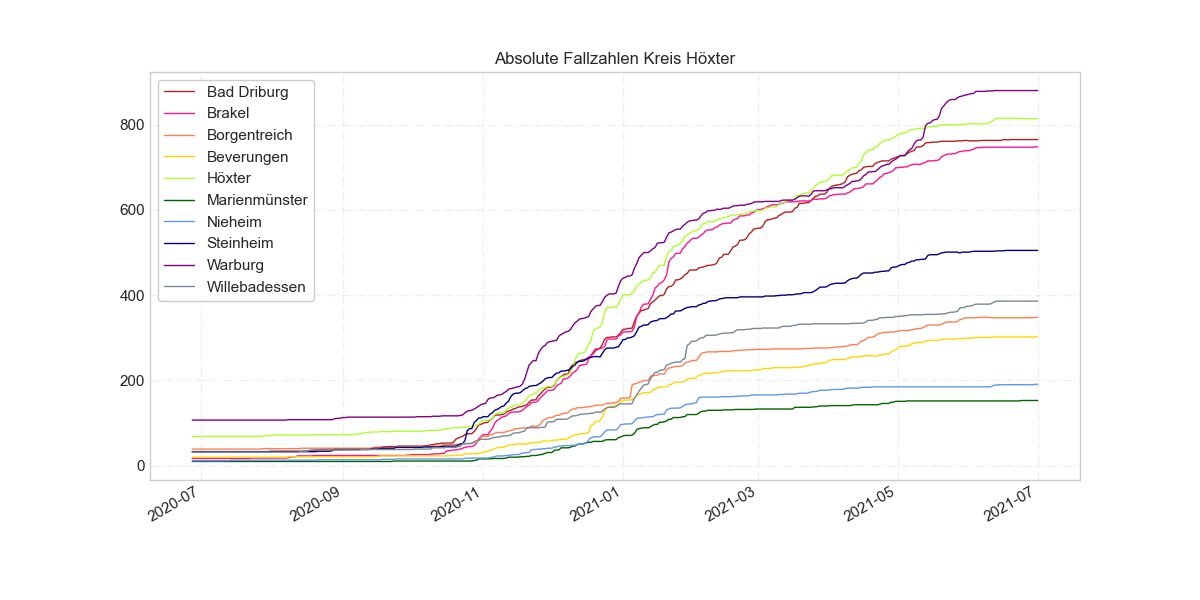 Absolute Fallzahlen Kreis Höxter
Bad Driburg
Brakel
Borgentreich
Beverungen
Höxter
Marienmünster
Nieheim
Steinheim
Warburg
Willebadessen
800
600
400
200
0
2020-07
2020-09
2020-11
2021-01
2021-03
2021-05
2021-07